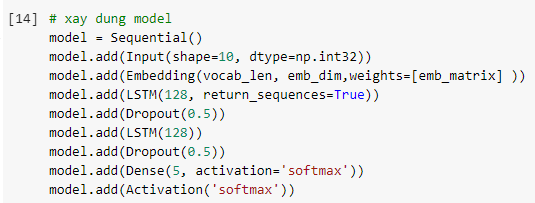 [14] # xay dung model
model = Sequential()
model.add(Input(shape=10, dtype=np.int32))
model.add(Embedding(vocab_len, emb_dim,weights=[emb_matrix] ))
model.add(LSTM(128, return_sequences=True))
model.add(Dropout(0.5))
model.add(LSTM(128))
model.add(Dropout(0.5))
model.add(Dense(5, activation='softmax'))
model.add(Activation('softmax'))